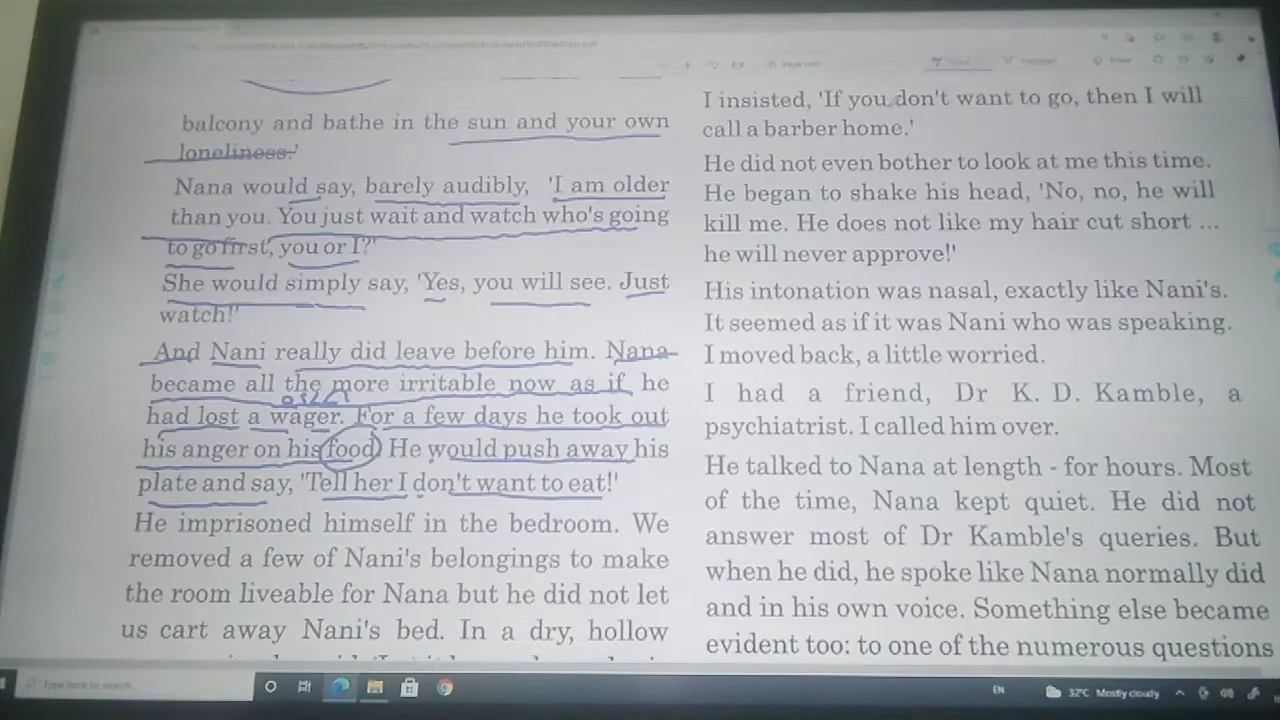 balcony and bathe in the sun and your own
loneliness.'
Nana would say, barely audibly, 'I am older
than you. You just wait and watch who's going
to go first, you or I?'
She would simply say, 'Yes, you will see. Just
watch!'
And Nani really did leave before him. Nana
became all the more irritable now as if he
had lost a wager. For a few days he took out
his anger on his food. He would push away his
plate and say, 'Tell her I don't want to eat!'
He imprisoned himself in the bedroom. We
removed a few of Nani's belongings to make
the room liveable for Nana but he did not let
us cart away Nani's bed. In a dry, hollow
I insisted, 'If you don't want to go, then I will
call a barber home.'
He did not even bother to look at me this time.
He began to shake his head, 'No, no, he will
kill me. He does not like my hair cut short ...
he will never approve!'
His intonation was nasal, exactly like Nani's.
It seemed as if it was Nani who was speaking.
I moved back, a little worried.
I had a friend, Dr K. D. Kamble, a
psychiatrist. I called him over.
He talked to Nana at length - for hours. Most
of the time, Nana kept quiet. He did not
answer most of Dr Kamble's queries. But
when he did, he spoke like Nana normally did
and in his own voice. Something else became
evident too: to one of the numerous questions
Type here to search
EN
32°C Mostly cloudy